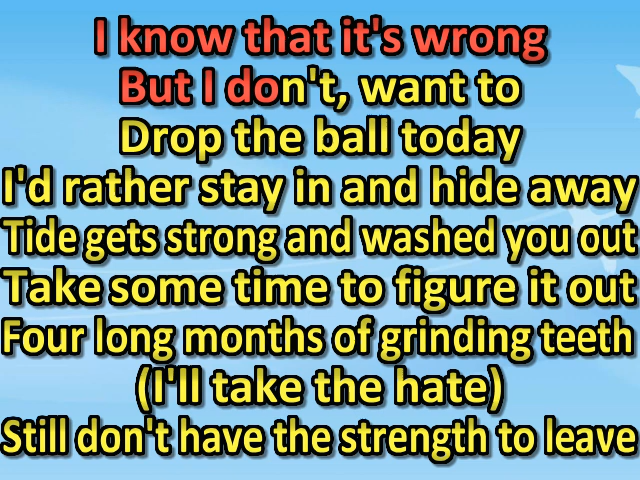 I know that it's wrong
But I don't, want to
Drop the ball today
I'd rather stay in and hide away
Tide gets strong and washed you out
Take some time to figure it out
Four long months of grinding teeth
(I'll take the hate)
Still don't have the strength to leave